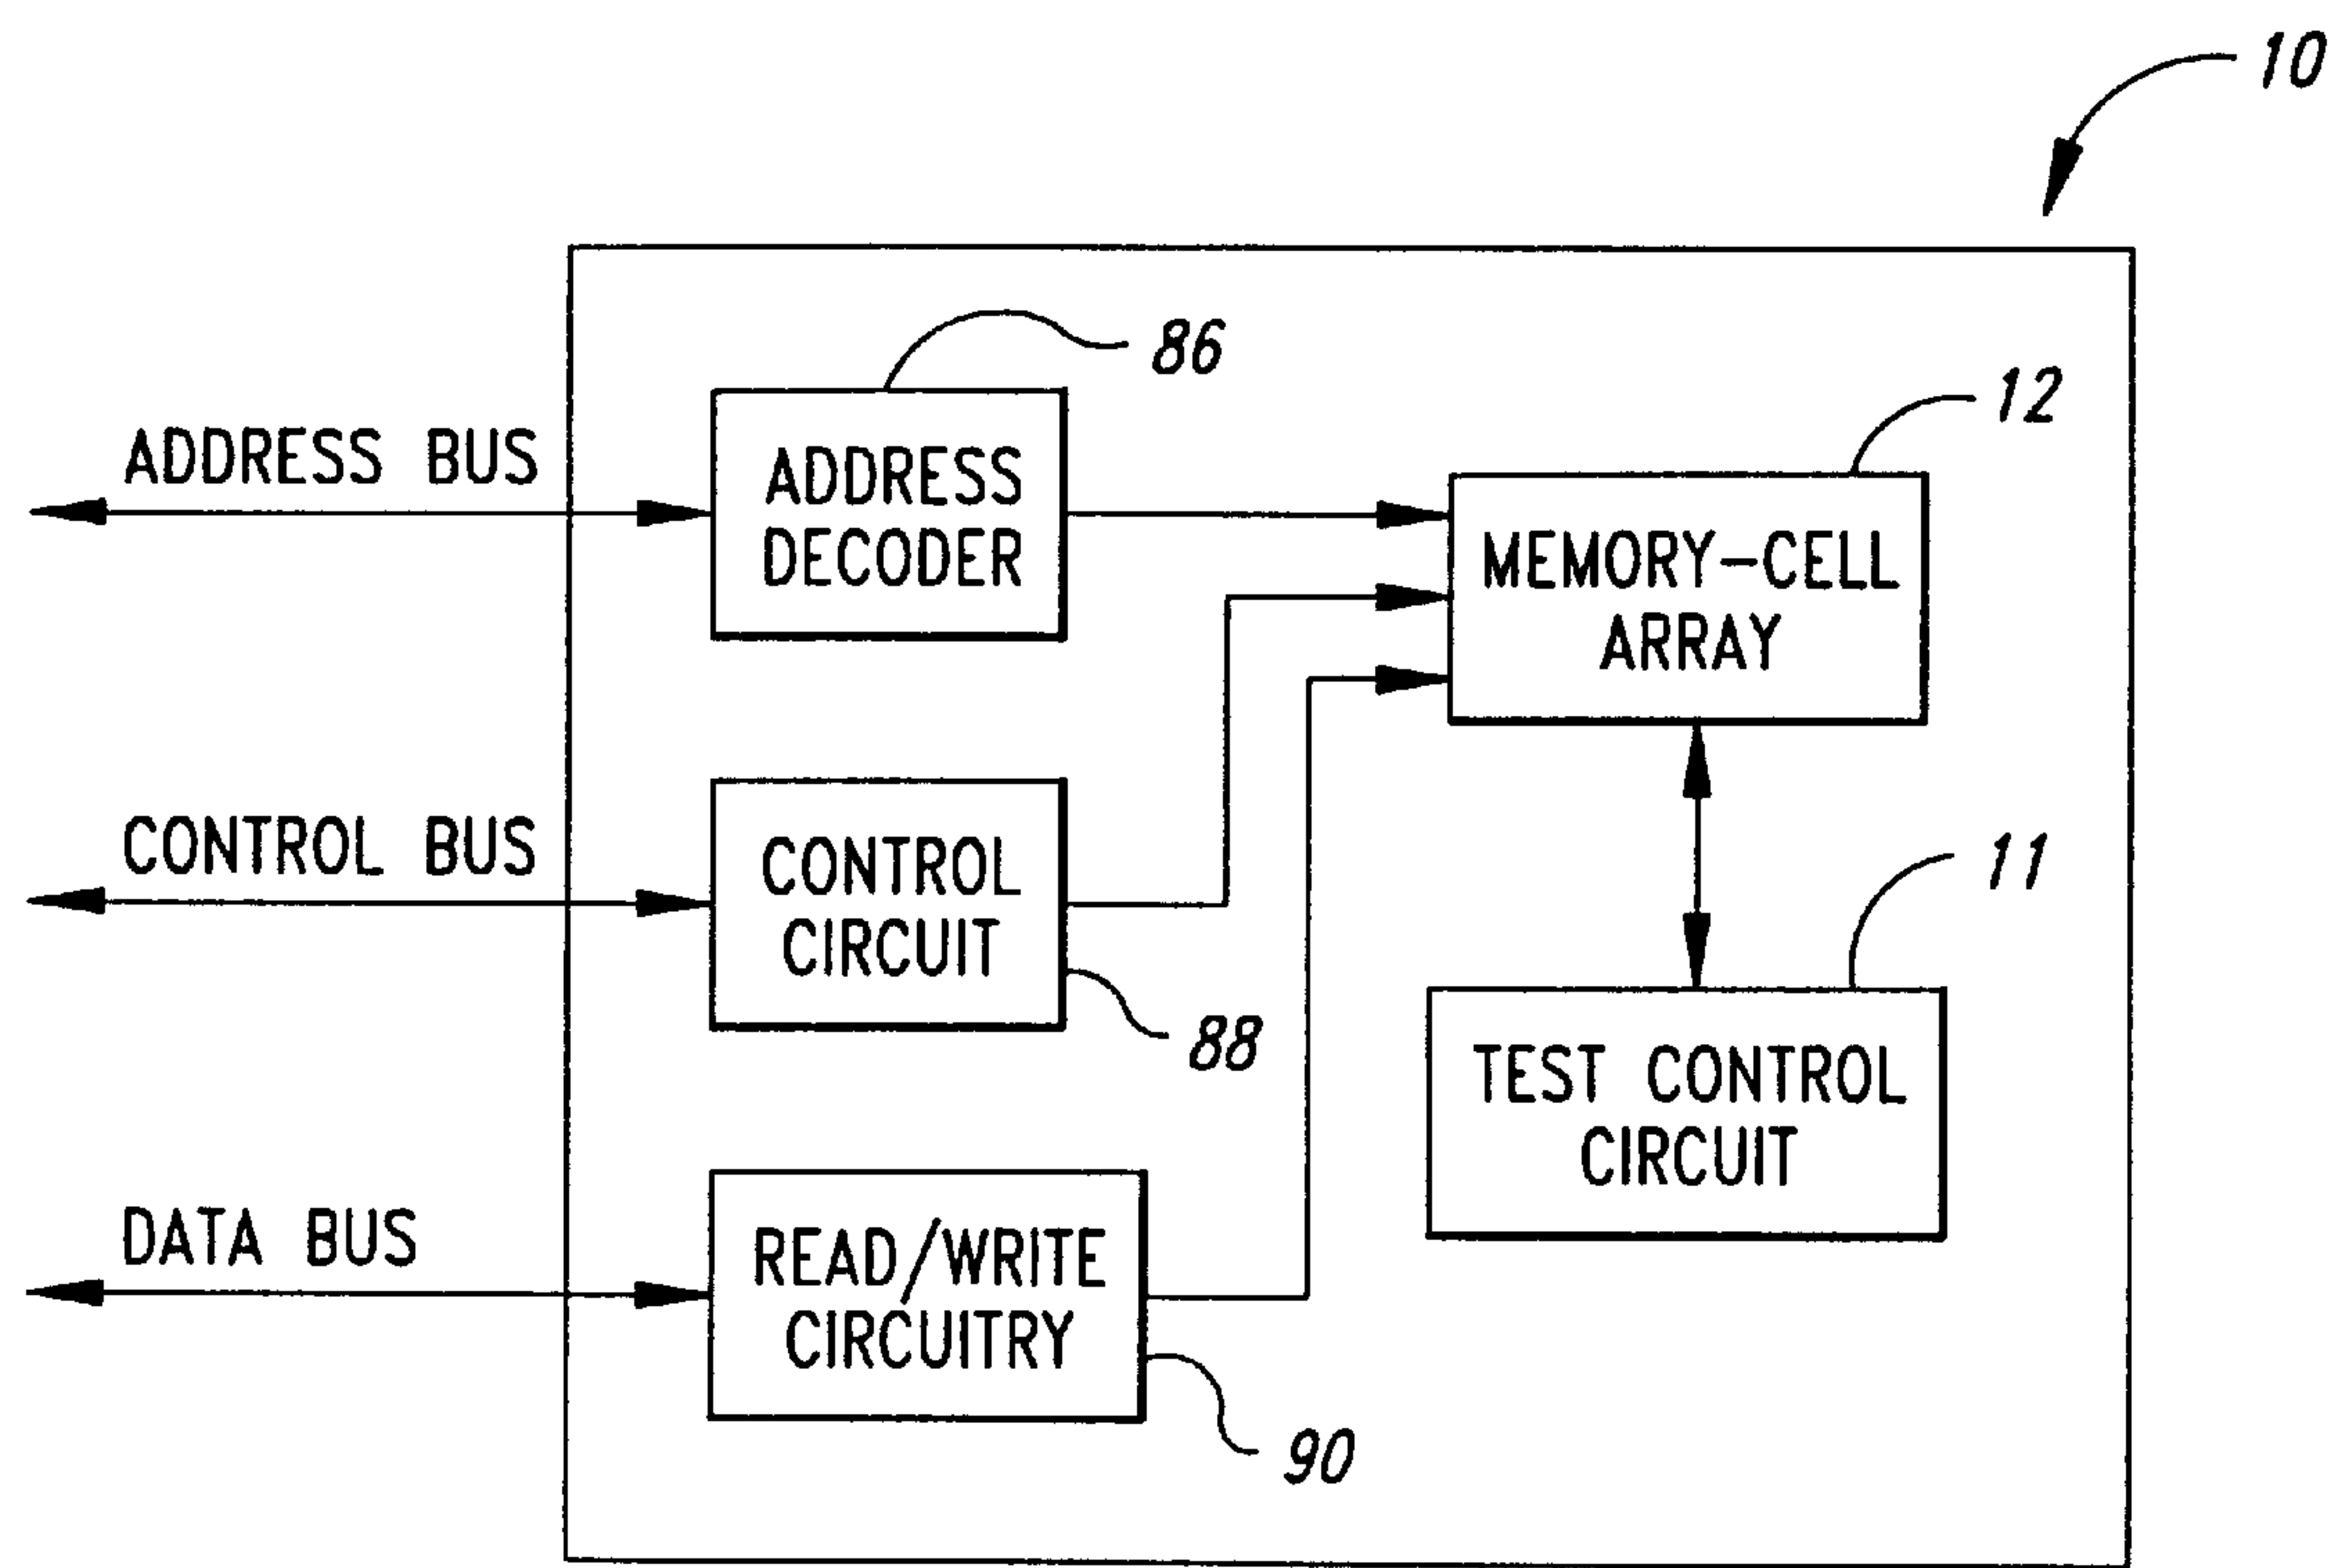 10
86
12
ADDRESS BUS
ADDRESS
DECODER
MEMORY-CELL
ARRAY
CONTROL BUS
CONTROL
CIRCUIT
88
11
TEST CONTROL
CIRCUIT
DATA BUS
READ/WRITE
CIRCUITRY
90